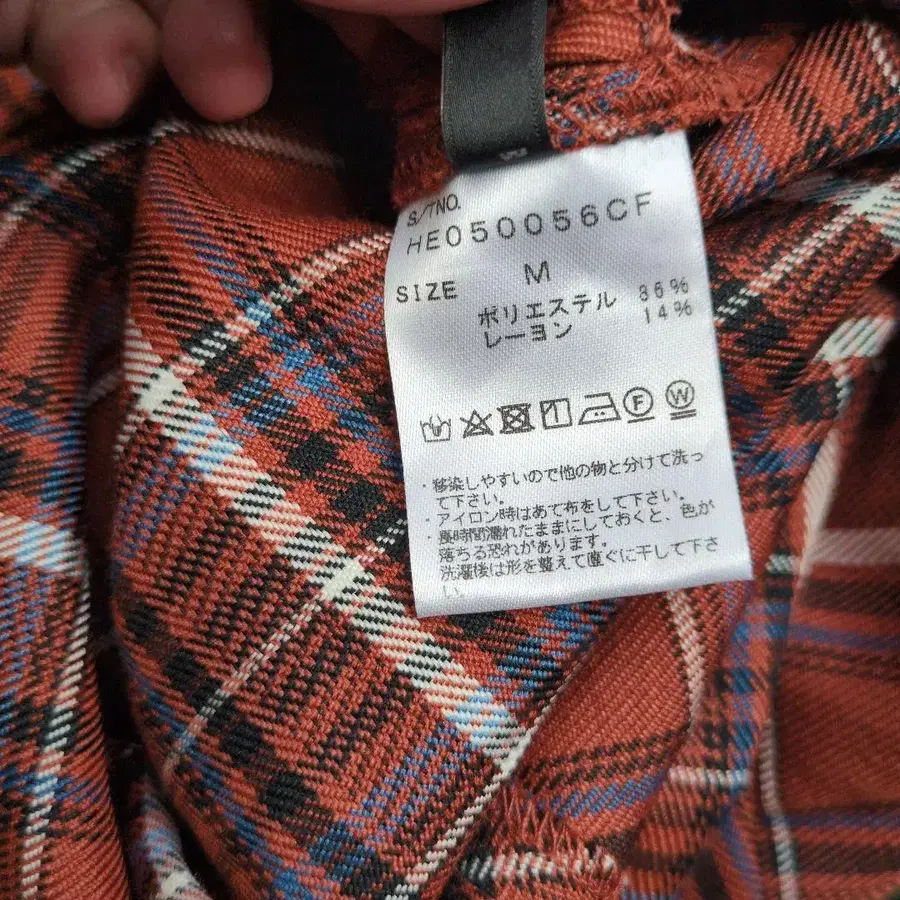 S/TNO.
HE050056CF
SIZE M
ポリエステル 86%
レーヨン 14%
F W
・移染しやすいので他の物と分けて洗っ
て下さい。
・アイロン時はあて布をして下さい。
・長時間濡れたままにしておくと、色が
落ちる恐れがあります。
洗濯後は形を整えて直ぐに干して下さ
い。